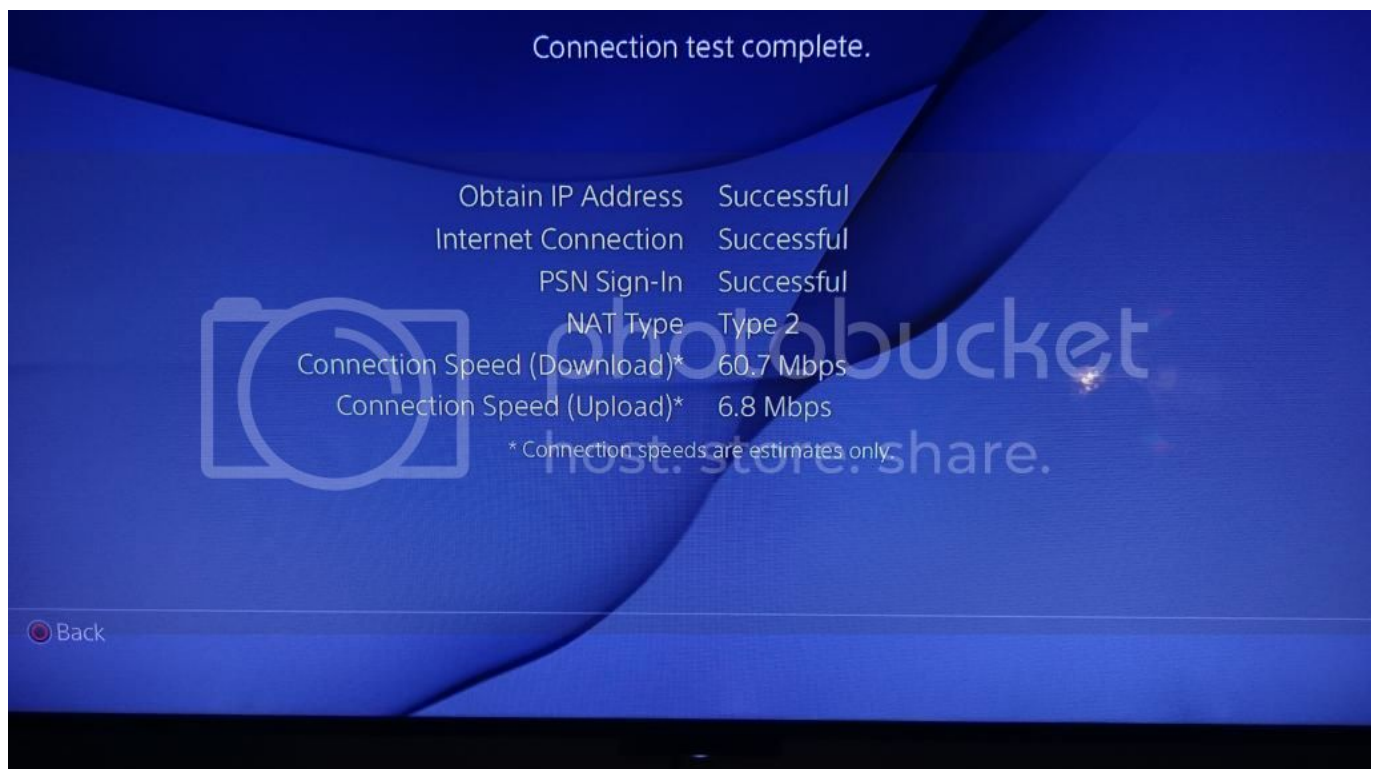 Connection test complete.
Obtain IP Address Successful
Internet Connection Successful
PSN Sign-In Successful
NAT Type Type 2
Connection Speed (Download)* 60.7 Mbps
Connection Speed (Upload)* 6.8 Mbps
* Connection speeds are estimates only.
photobucket
host. store. share.
Back